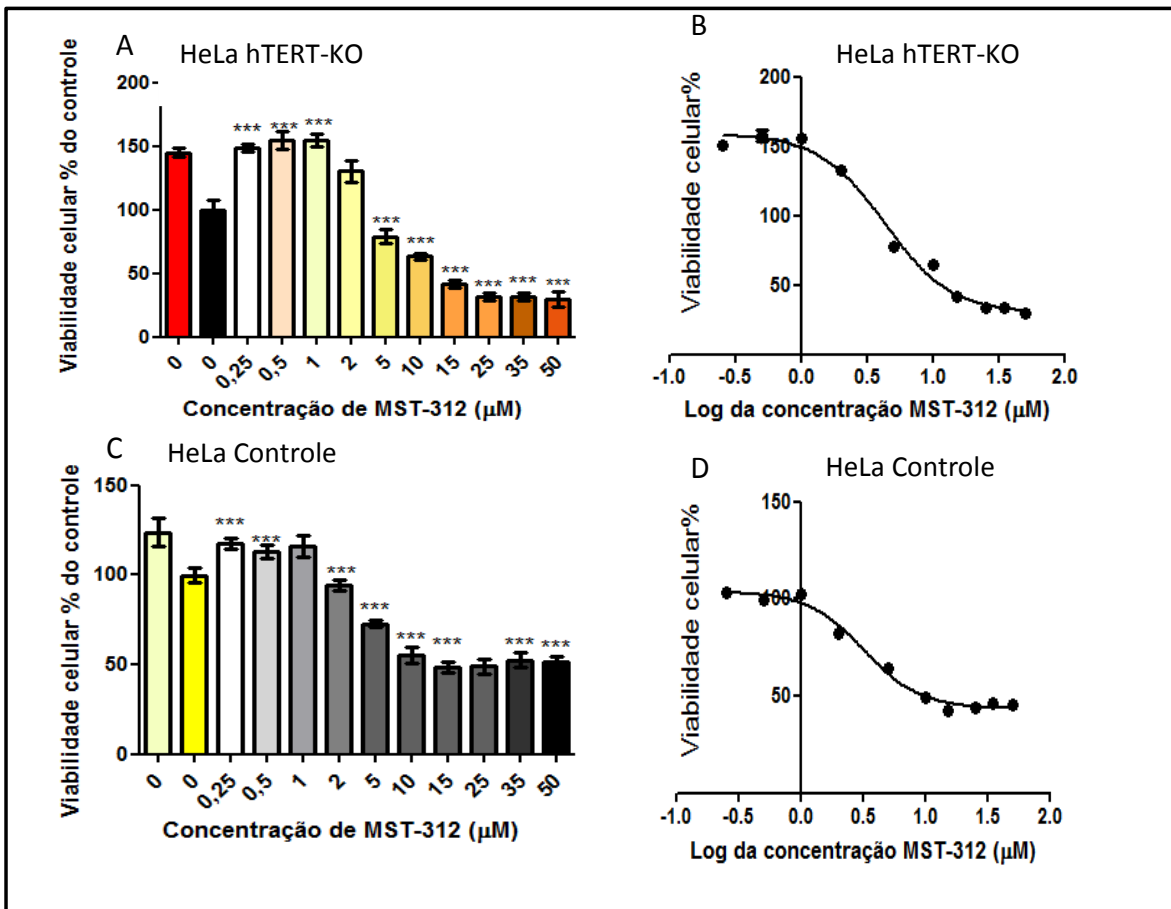 A
HeLa hTERT-KO
Viabilidade celular % do controle
200
150
100
50
0
*** *** ***
*** *** *** *** *** ***
0 0 0,25 0,5 1 2 5 10 15 25 35 50
Concentração de MST-312 (µM)
B
HeLa hTERT-KO
Viabilidade celular%
200
150
100
50
-1.0 -0.5 0.0 0.5 1.0 1.5 2.0
Log da concentração MST-312 (µM)
C
HeLa Controle
Viabilidade celular % do controle
150
100
50
0
*** *** *** *** *** *** *** ***
0 0 0,25 0,5 1 2 5 10 15 25 35 50
Concentração de MST-312 (µM)
D
HeLa Controle
Viabilidade celular%
150
100
50
-1.0 -0.5 0.0 0.5 1.0 1.5 2.0
Log da concentração MST-312 (µM)